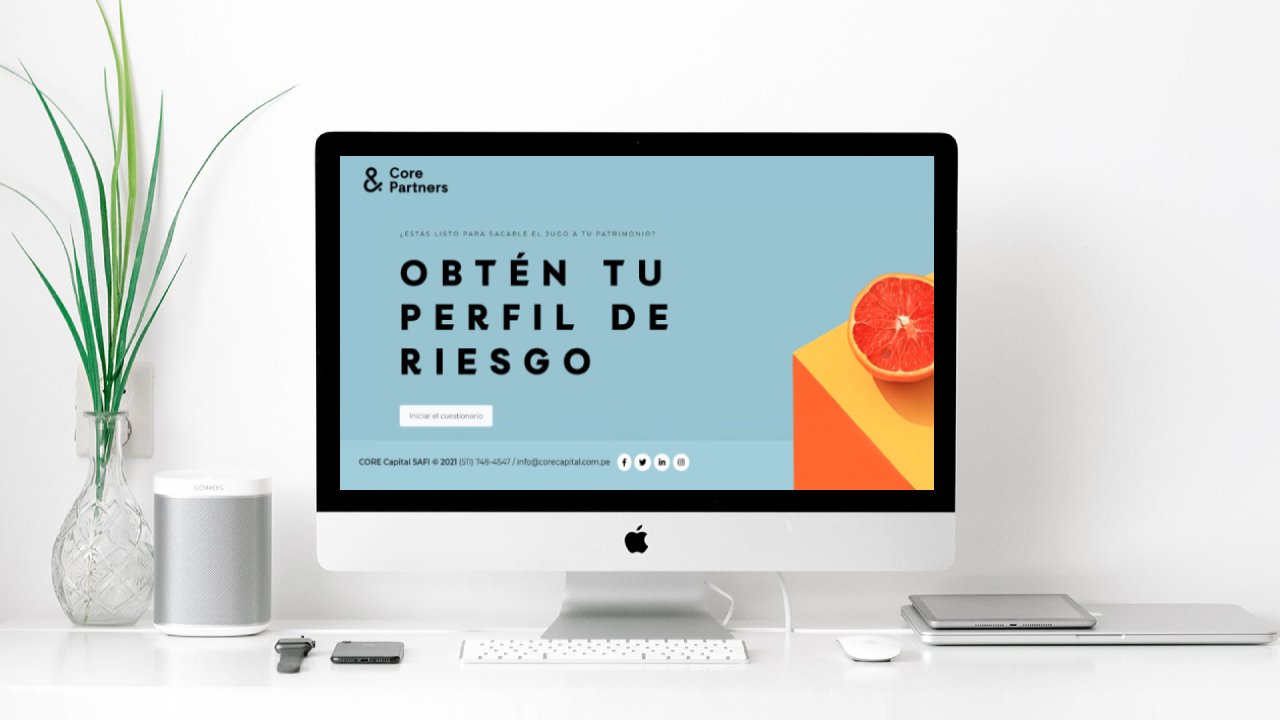 & Core
Partners
¿ESTÁS LISTO PARA SACARLE EL JUGO A TU PATRIMONIO?
OBTÉN TU
PERFIL DE
RIESGO
Iniciar el cuestionario
CORE Capital SAFI © 2021 (511) 748-4547 / info@corecapital.com.pe
SONOS